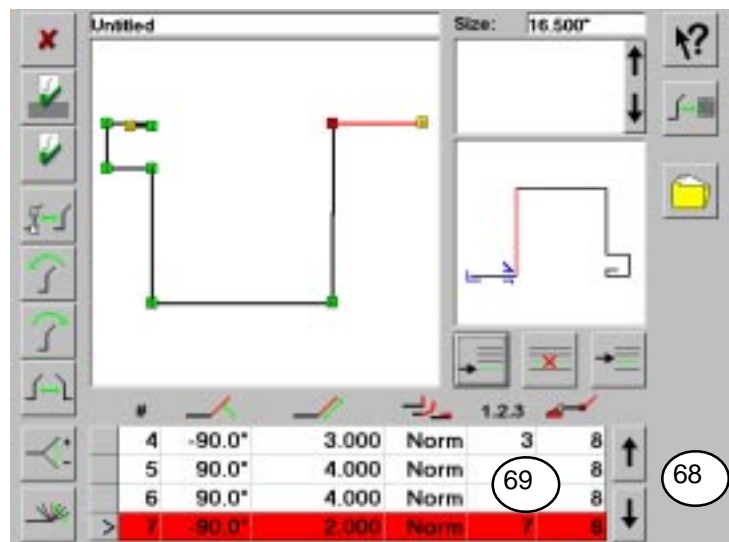 Untitled
Size: 16.500"
?
# 1.2.3
4 -90.0° 3.000 Norm 3 8
5 90.0° 4.000 Norm 8
6 90.0° 4.000 Norm 8
> 7 -90.0° 2.000 Norm 7 8
69
68